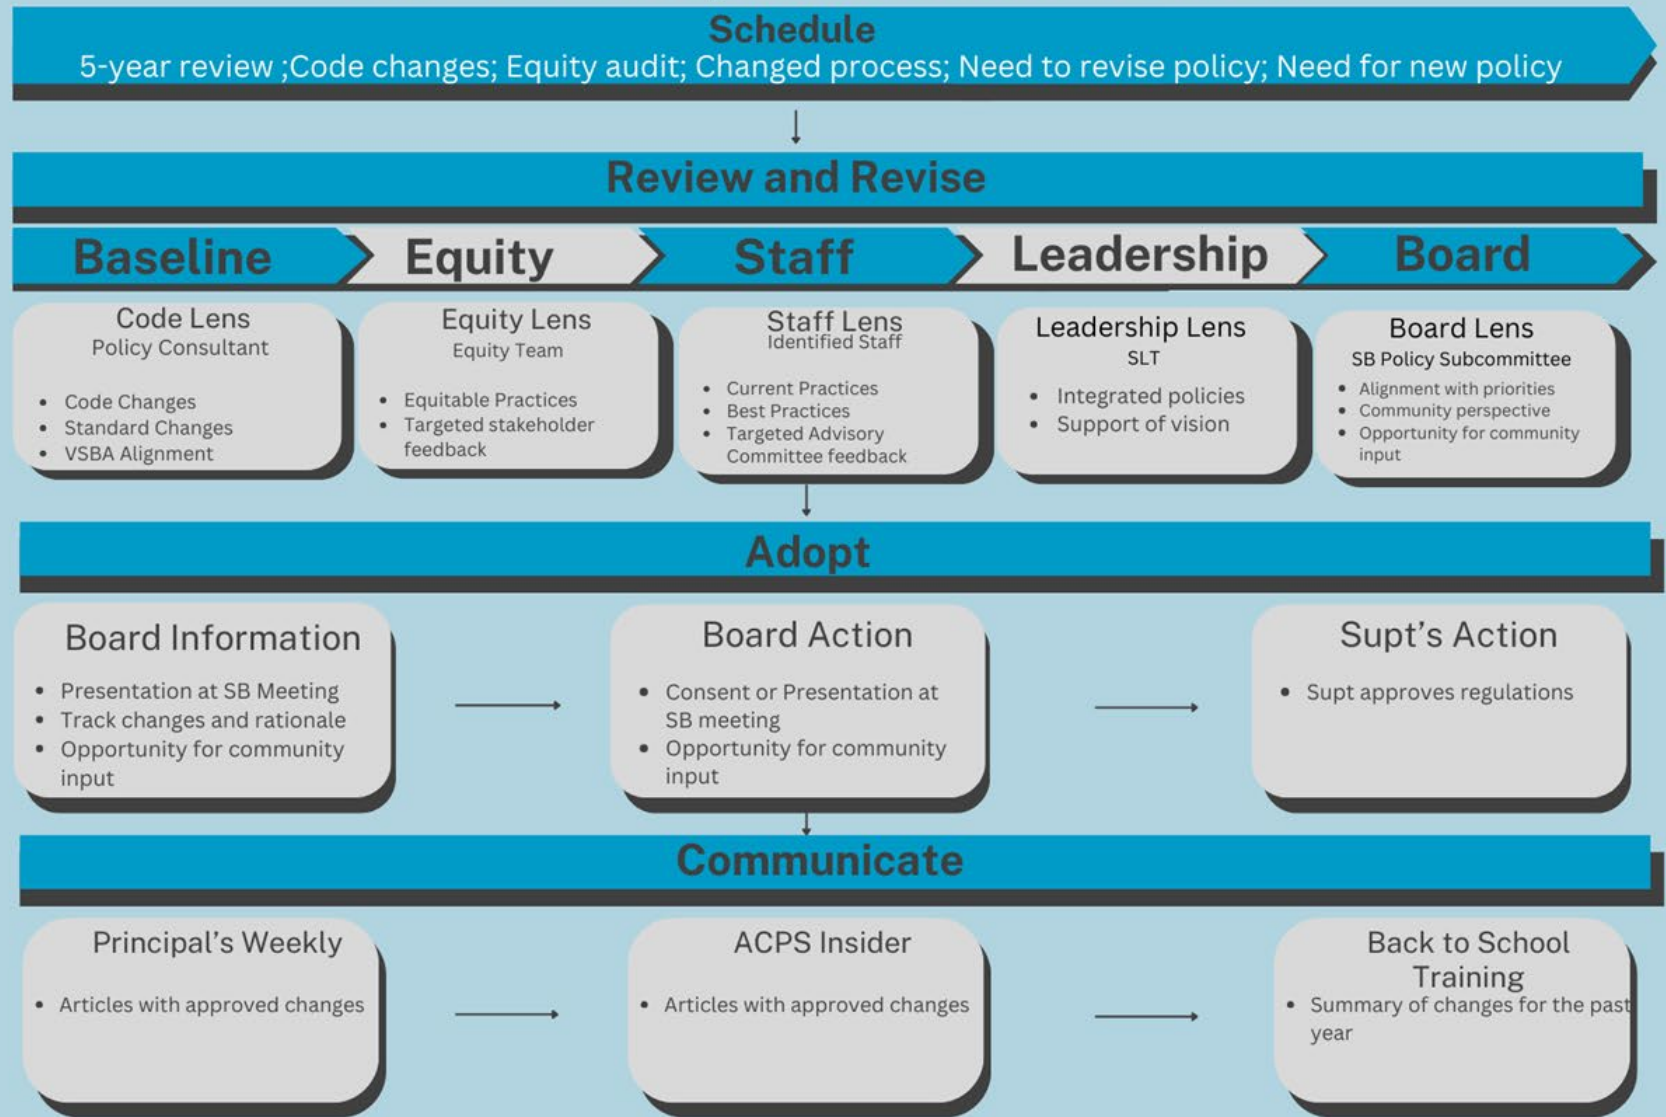 Schedule
5-year review ;Code changes; Equity audit; Changed process; Need to revise policy; Need for new policy
Review and Revise
Baseline
Equity
Staff
Leadership
Board
Code Lens
Policy Consultant
• Code Changes
• Standard Changes
• VSBA Alignment
Equity Lens
Equity Team
• Equitable Practices
• Targeted stakeholder
feedback
Staff Lens
Identified Staff
• Current Practices
• Best Practices
• Targeted Advisory
Committee feedback
Leadership Lens
SLT
• Integrated policies
• Support of vision
Board Lens
SB Policy Subcommittee
• Alignment with priorities
• Community perspective
• Opportunity for community
input
Adopt
Board Information
• Presentation at SB Meeting
• Track changes and rationale
• Opportunity for community
input
Board Action
• Consent or Presentation at
SB meeting
• Opportunity for community
input
Supt's Action
• Supt approves regulations
Communicate
Principal's Weekly
• Articles with approved changes
ACPS Insider
• Articles with approved changes
Back to School
Training
• Summary of changes for the past
year